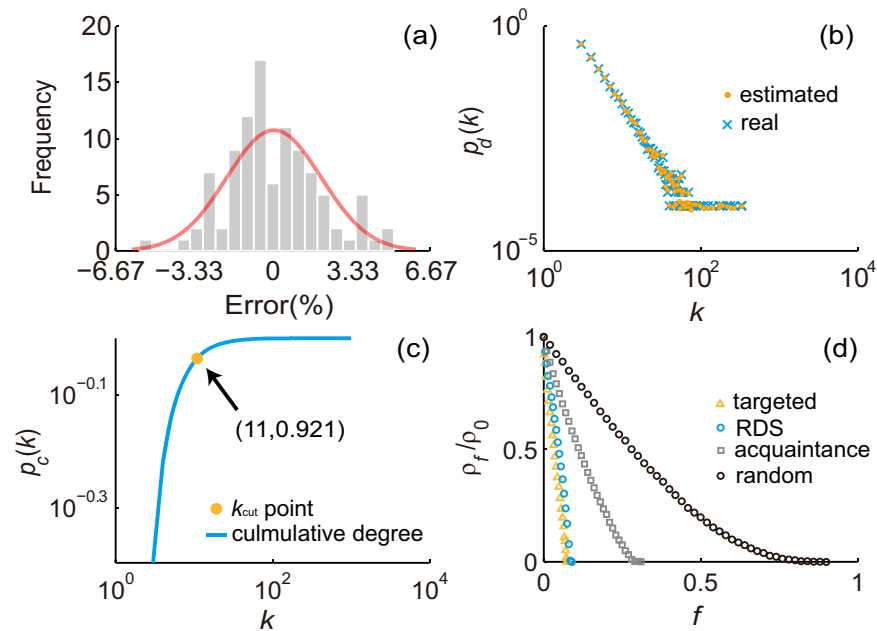 (a)
Frequency
20
15
10
5
0
−6.67 −3.33 0 3.33 6.67
Error(%)
(b)
p_d(k)
10^0
10^−5
estimated
real
10^0 10^2 10^4
k
(c)
p_c(k)
10^−0.1
10^−0.3
(11,0.921)
k_cut point
culmulative degree
10^0 10^2 10^4
k
(d)
ρ_f/ρ_0
1
0.5
0
targeted
RDS
acquaintance
random
0 0.5 1
f